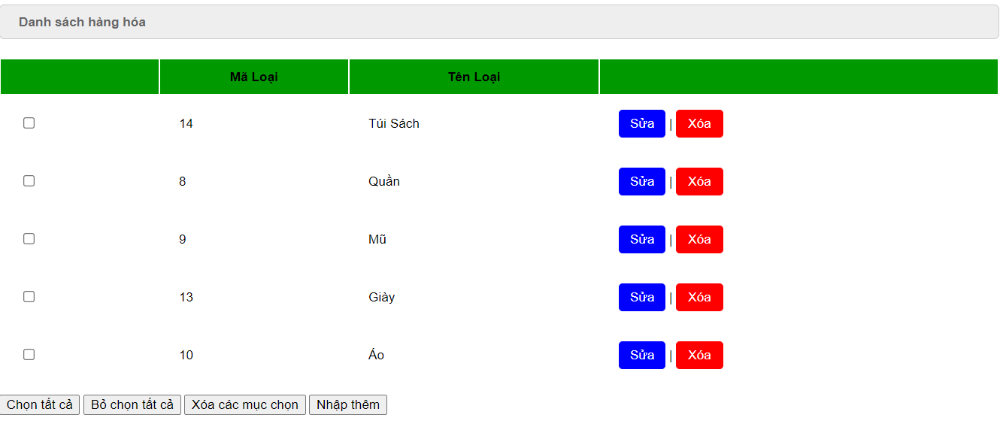 Danh sách hàng hóa
Mã Loại Tên Loại
14 Túi Sách Sửa | Xóa
8 Quần Sửa | Xóa
9 Mũ Sửa | Xóa
13 Giày Sửa | Xóa
10 Áo Sửa | Xóa
Chọn tất cả Bỏ chọn tất cả Xóa các mục chọn Nhập thêm